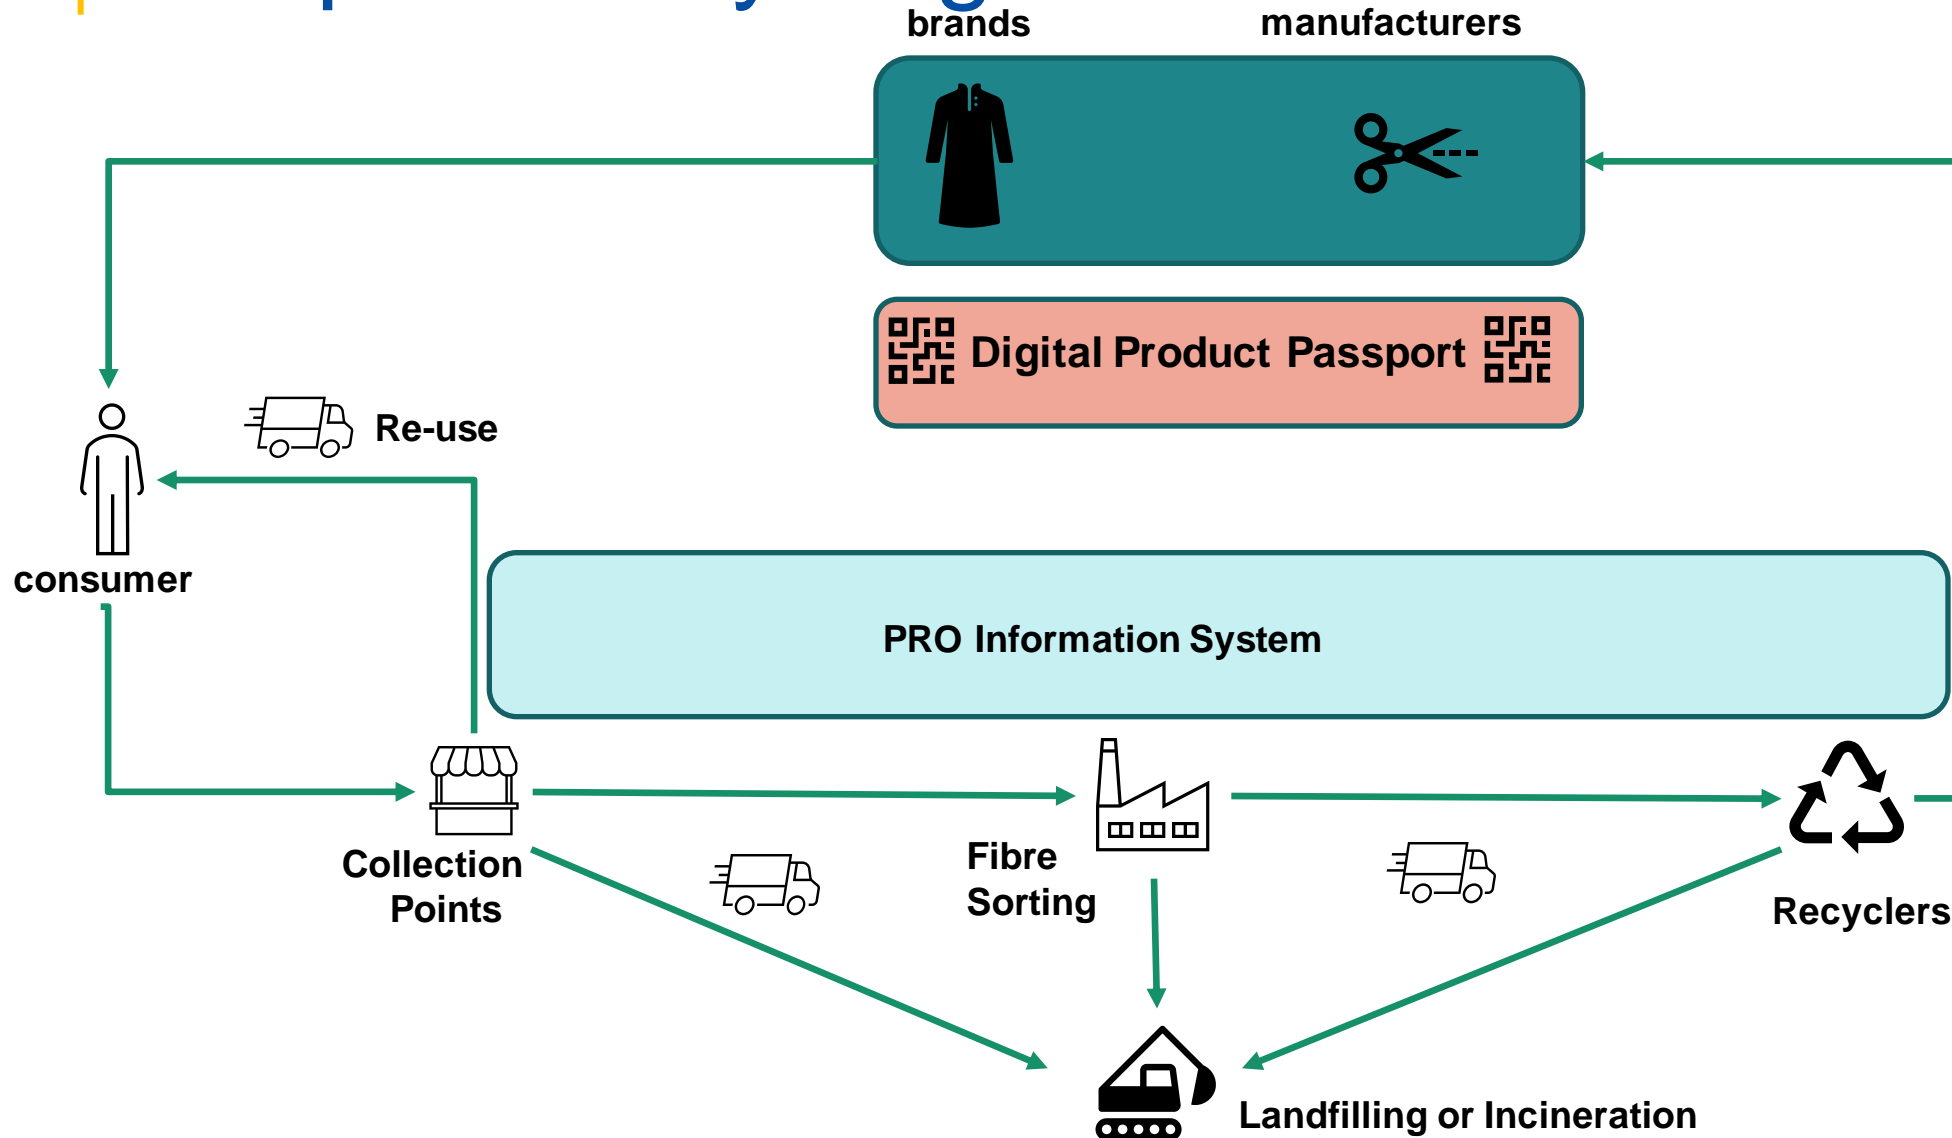 brands
manufacturers
Digital Product Passport
Re-use
consumer
PRO Information System
Collection
Points
Fibre
Sorting
Recyclers
Landfilling or Incineration